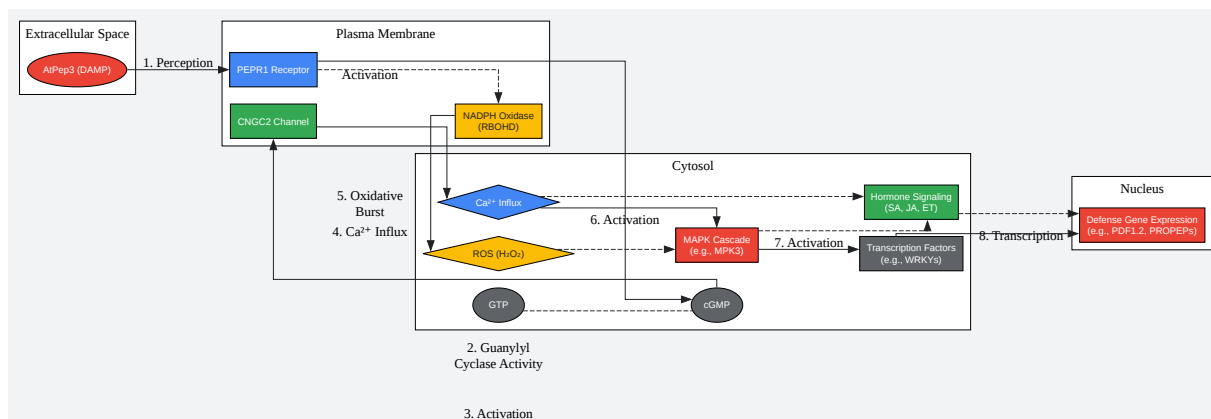 Extracellular Space
AtPep3 (DAMP)
1. Perception
Plasma Membrane
PEPR1 Receptor
Activation
CNGC2 Channel
NADPH Oxidase
(RBOHD)
Cytosol
5. Oxidative
Burst
4. Ca²⁺ Influx
Ca²⁺ Influx
6. Activation
ROS (H₂O₂)
MAPK Cascade
(e.g., MPK3)
7. Activation
Hormone Signaling
(SA, JA, ET)
Transcription Factors
(e.g., WRKYs)
8. Transcription
Nucleus
Defense Gene Expression
(e.g., PDF1.2, PROPEPs)
GTP
cGMP
2. Guanylyl
Cyclase Activity
3. Activation